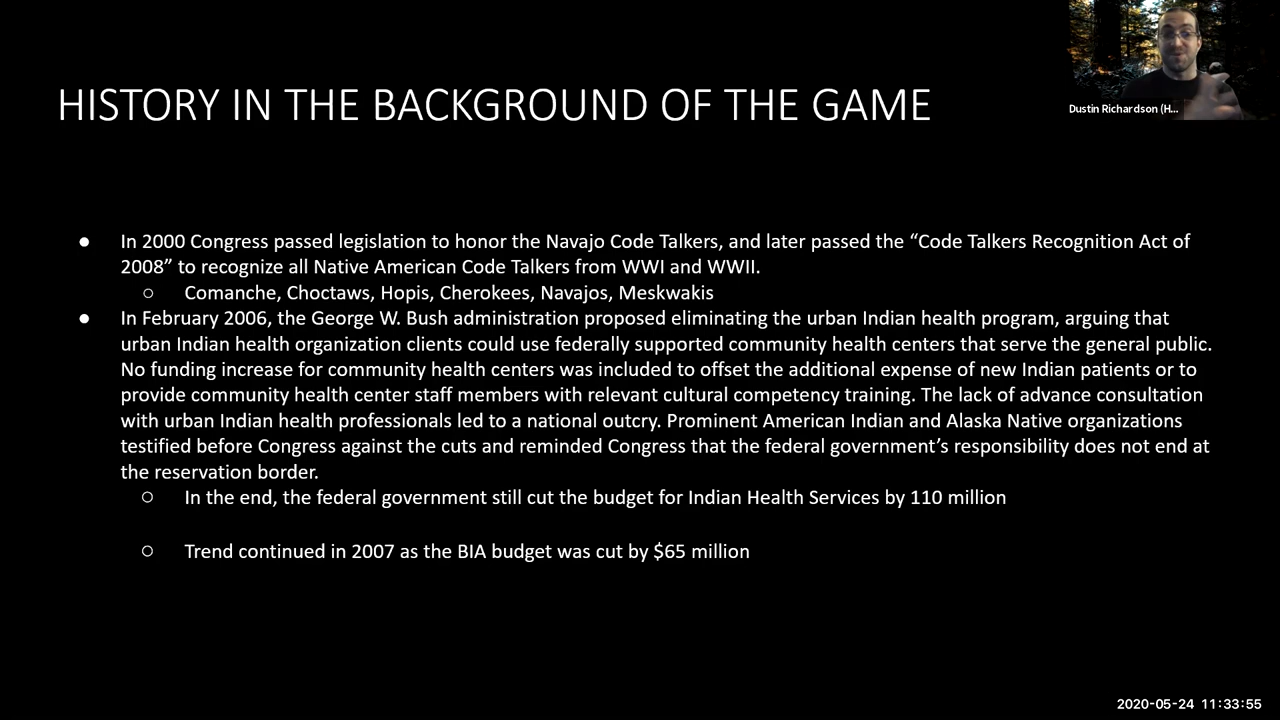 Dustin Richardson (H...
HISTORY IN THE BACKGROUND OF THE GAME
● In 2000 Congress passed legislation to honor the Navajo Code Talkers, and later passed the “Code Talkers Recognition Act of
2008” to recognize all Native American Code Talkers from WWI and WWII.
○ Comanche, Choctaws, Hopis, Cherokees, Navajos, Meskwakis
● In February 2006, the George W. Bush administration proposed eliminating the urban Indian health program, arguing that
urban Indian health organization clients could use federally supported community health centers that serve the general public.
No funding increase for community health centers was included to offset the additional expense of new Indian patients or to
provide community health center staff members with relevant cultural competency training. The lack of advance consultation
with urban Indian health professionals led to a national outcry. Prominent American Indian and Alaska Native organizations
testified before Congress against the cuts and reminded Congress that the federal government’s responsibility does not end at
the reservation border.
○ In the end, the federal government still cut the budget for Indian Health Services by 110 million
○ Trend continued in 2007 as the BIA budget was cut by $65 million
2020-05-24 11:33:55